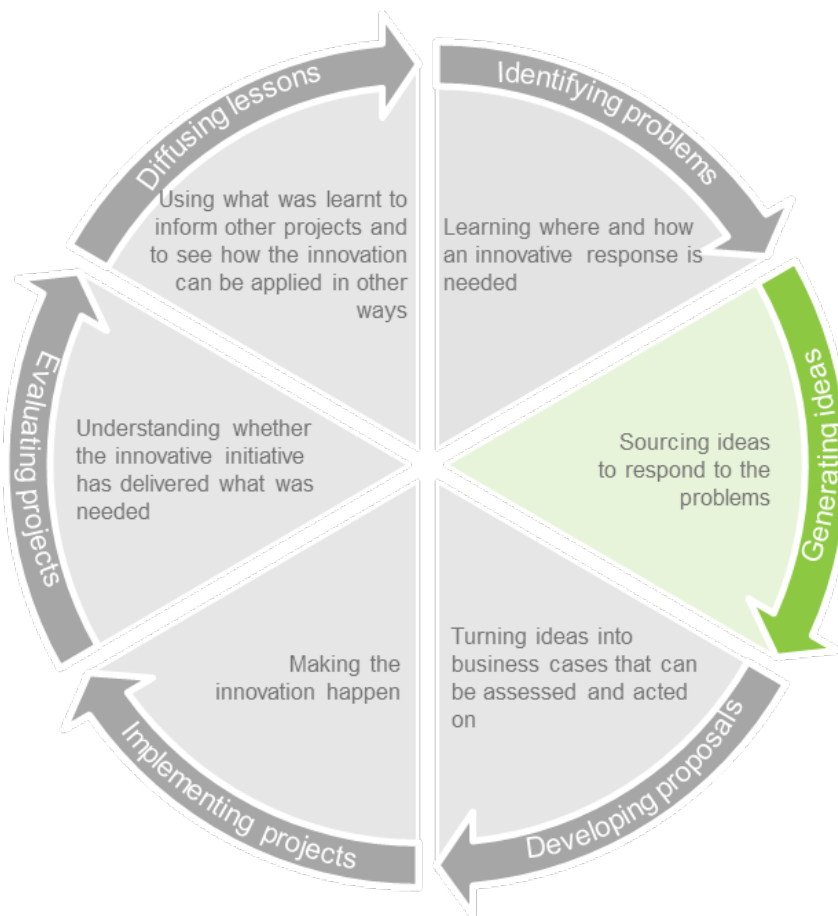 Identifying problems
Learning where and how
an innovative response is
needed
Generating ideas
Sourcing ideas
to respond to the
problems
Developing proposals
Turning ideas into
business cases that can
be assessed and acted
on
Implementing projects
Making the
innovation happen
Evaluating projects
Understanding whether
the innovative initiative
has delivered what was
needed
Diffusing lessons
Using what was learnt to
inform other projects and
to see how the innovation
can be applied in other
ways